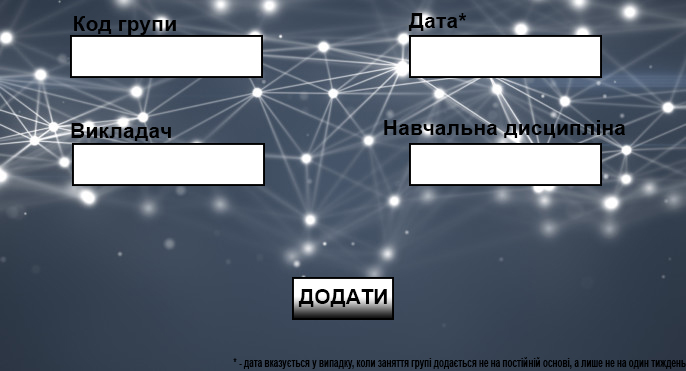 Код групи
Дата*
Викладач
Навчальна дисципліна
ДОДАТИ
* - дата вказується у випадку, коли заняття групі додається не на постійній основі, а лише не на один тиждень